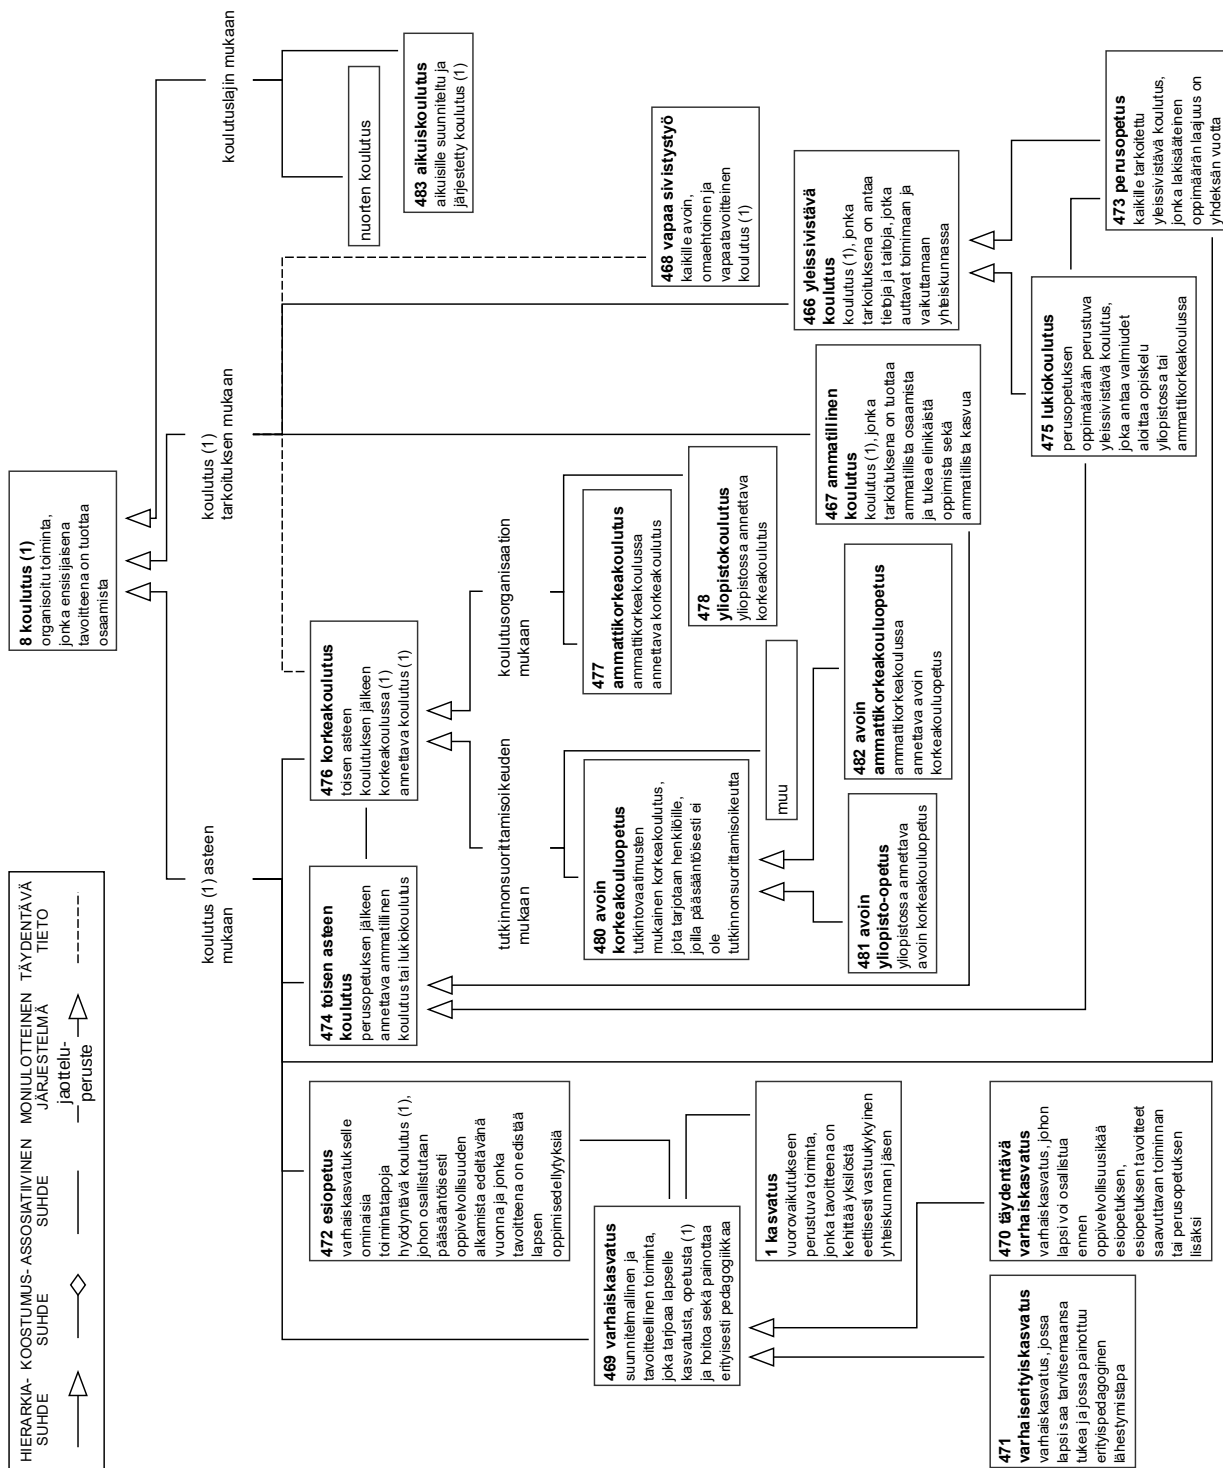 HIERARKIA-
SUHDE
KOOSTUMUS-
SUHDE
ASSOSIATIIVINEN
SUHDE
MONIULOTTEINEN
JÄRJESTELMÄ
jaottelu-
peruste
TÄYDENTÄVÄ
TIETO
8 koulutus (1)
organisoitu toiminta,
jonka ensisijaisena
tavoitteena on tuottaa
osaamista
koulutus (1) asteen
mukaan
koulutus (1)
tarkoituksen mukaan
koulutuslajin mukaan
nuorten koulutus
483 aikuiskoulutus
aikuisille suunniteltu ja
järjestetty koulutus (1)
472 esiopetus
varhaiskasvatukselle
ominaisia
toimintatapoja
hyödyntävä koulutus (1),
johon osallistutaan
pääsääntöisesti
oppivelvollisuuden
alkamista edeltävänä
vuonna ja jonka
tavoitteena on edistää
lapsen
oppimisedellytyksiä
474 toisen asteen
koulutus
perusopetuksen jälkeen
annettava ammatillinen
koulutus tai lukiokoulutus
476 korkeakoulutus
toisen asteen
koulutuksen jälkeen
korkeakoulussa (1)
annettava koulutus (1)
tutkinnonsuorittamisoikeuden
mukaan
koulutusorganisaation
mukaan
469 varhaiskasvatus
suunnitelmallinen ja
tavoitteellinen toiminta,
joka tarjoaa lapselle
kasvatusta, opetusta (1)
ja hoitoa sekä painottaa
erityisesti pedagogiikkaa
480 avoin
korkeakouluopetus
tutkintovaatimusten
mukainen korkeakoulutus,
jota tarjotaan henkilöille,
joilla pääsääntöisesti ei
ole
tutkinnonsuorittamisoikeutta
muu
477
ammattikorkeakoulutus
ammattikorkeakoulussa
annettava korkeakoulutus
478
yliopistokoulutus
yliopistossa annettava
korkeakoulutus
468 vapaa sivistystyö
kaikille avoin,
omaehtoinen ja
vapaatavoitteinen
koulutus (1)
1 kasvatus
vuorovaikutukseen
perustuva toiminta,
jonka tavoitteena on
kehittää yksilöstä
eettisesti vastuukykyinen
yhteiskunnan jäsen
481 avoin
yliopisto-opetus
yliopistossa annettava
avoin korkeakouluopetus
482 avoin
ammattikorkeakouluopetus
ammattikorkeakoulussa
annettava avoin
korkeakouluopetus
467 ammatillinen
koulutus
koulutus (1), jonka
tarkoituksena on tuottaa
ammatillista osaamista
ja tukea elinikäistä
oppimista sekä
ammatillista kasvua
466 yleissivistävä
koulutus
koulutus (1), jonka
tarkoituksena on antaa
tietoja ja taitoja, jotka
auttavat toimimaan ja
vaikuttamaan
yhteiskunnassa
471
varhaiserityiskasvatus
varhaiskasvatus, jossa
lapsi saa tarvitsemaansa
tukea ja jossa painottuu
erityispedagoginen
lähestymistapa
470 täydentävä
varhaiskasvatus
varhaiskasvatus, johon
lapsi voi osallistua
ennen
oppivelvollisuusikää
esiopetuksen,
esiopetuksen tavoitteet
saavuttavan toiminnan
tai perusopetuksen
lisäksi
475 lukiokoulutus
perusopetuksen
oppimäärään perustuva
yleissivistävä koulutus,
joka antaa valmiudet
aloittaa opiskelu
yliopistossa tai
ammattikorkeakoulussa
473 perusopetus
kaikille tarkoitettu
yleissivistävä koulutus,
jonka lakisääteinen
oppimäärän laajuus on
yhdeksän vuotta